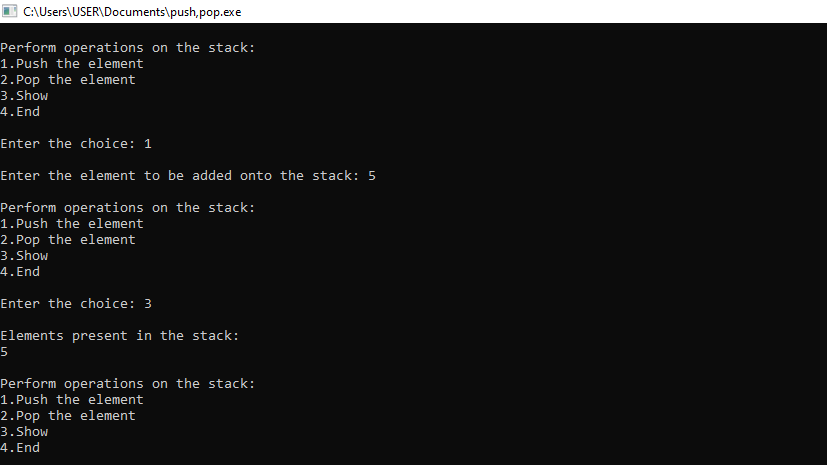 C:\Users\USER\Documents\push,pop.exe
Perform operations on the stack:
1.Push the element
2.Pop the element
3.Show
4.End
Enter the choice: 1
Enter the element to be added onto the stack: 5
Perform operations on the stack:
1.Push the element
2.Pop the element
3.Show
4.End
Enter the choice: 3
Elements present in the stack:
5
Perform operations on the stack:
1.Push the element
2.Pop the element
3.Show
4.End